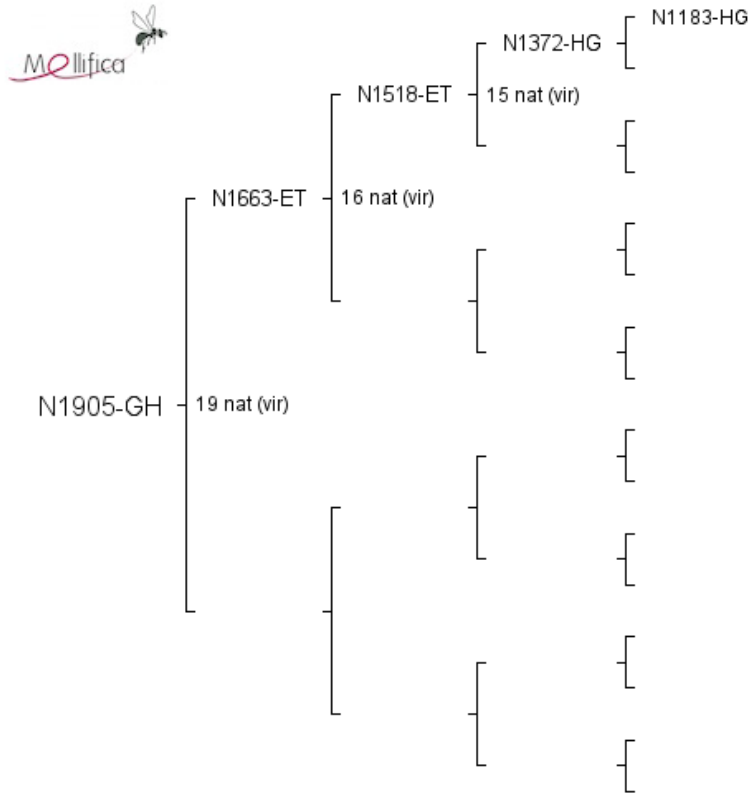 Mellifica
N1183-HG
N1372-HG
N1518-ET
15 nat (vir)
N1663-ET
16 nat (vir)
N1905-GH
19 nat (vir)